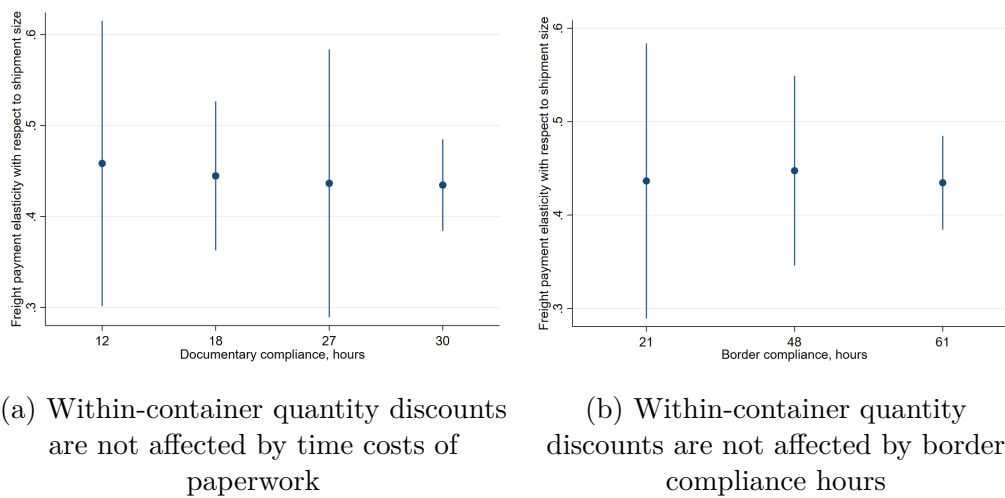 Freight payment elasticity with respect to shipment size
.6
.5
.4
.3
12 18 27 30
Documentary compliance, hours
Freight payment elasticity with respect to shipment size
.6
.5
.4
.3
21 48 61
Border compliance, hours
(a) Within-container quantity discounts
are not affected by time costs of
paperwork
(b) Within-container quantity
discounts are not affected by border
compliance hours